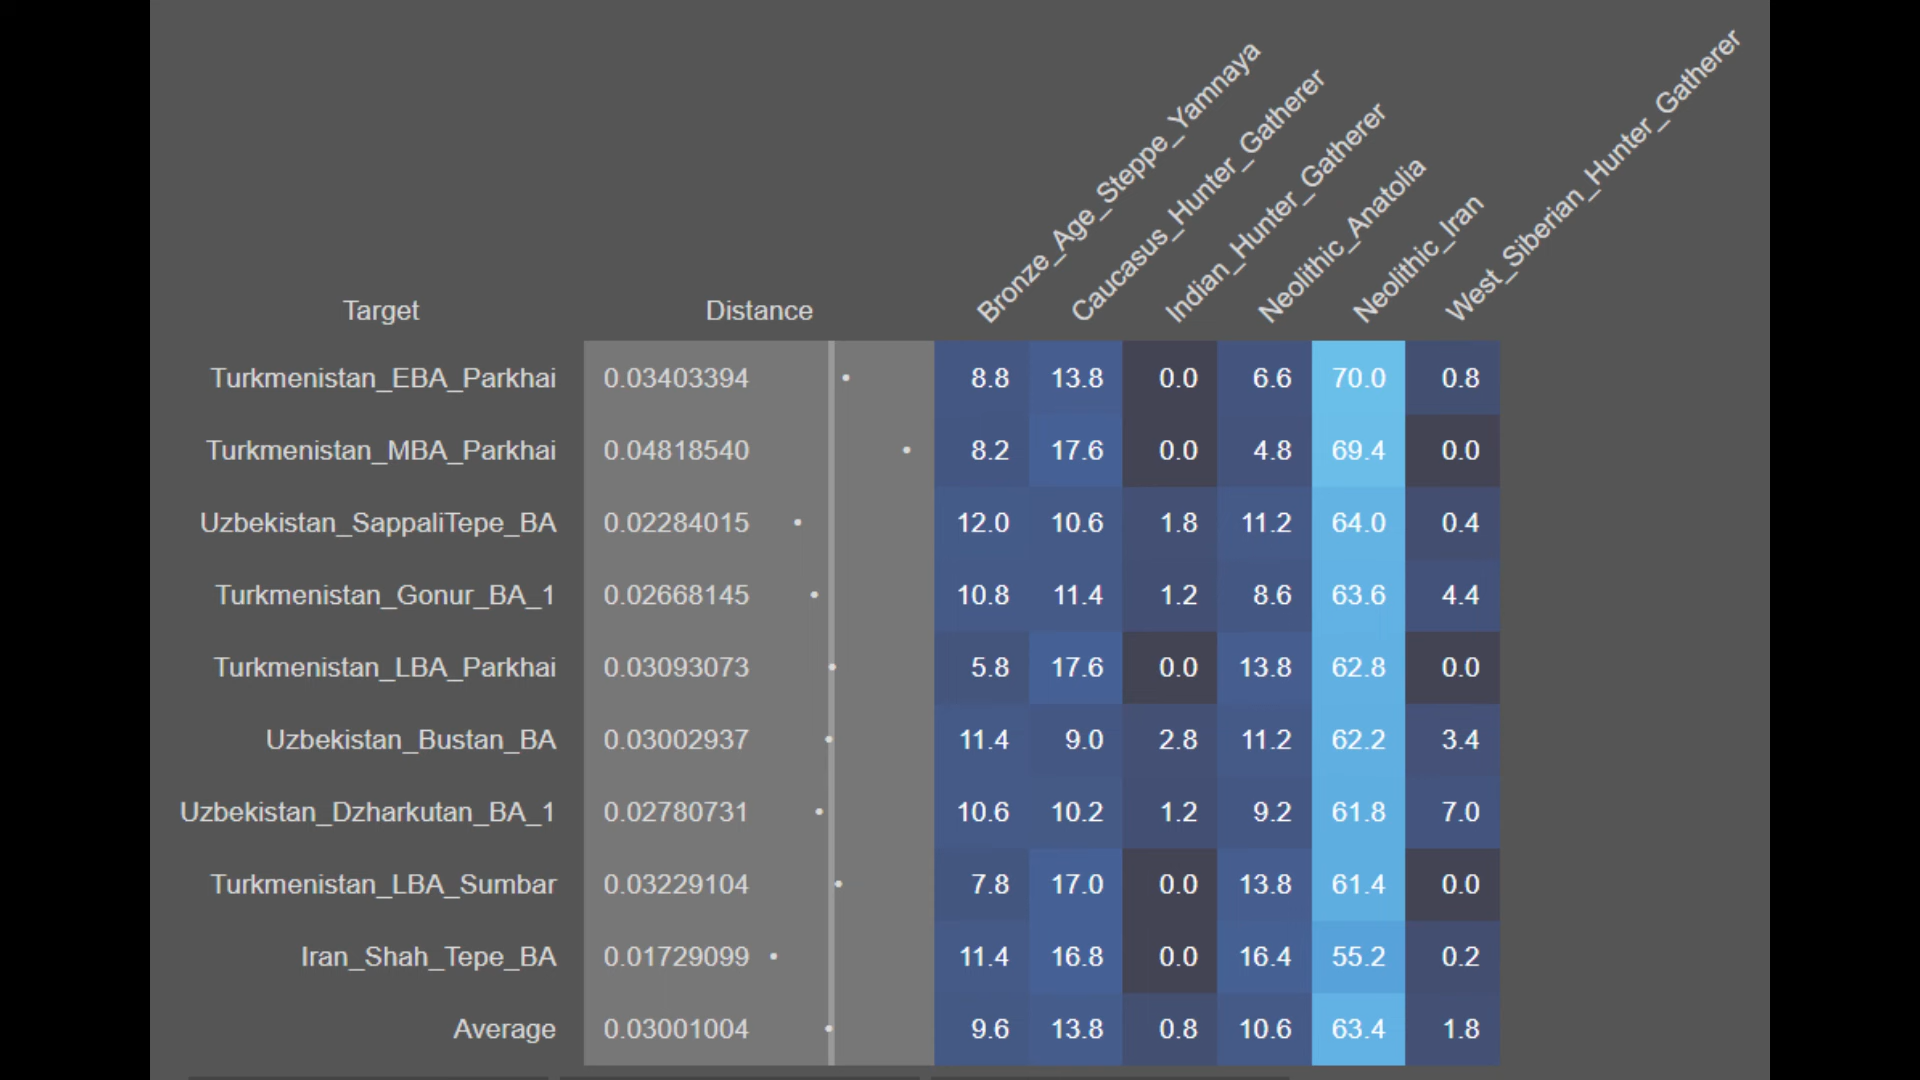 Target Distance Bronze_Age_Steppe_Yamnaya Caucasus_Hunter_Gatherer Indian_Hunter_Gatherer Neolithic_Anatolia Neolithic_Iran West_Siberian_Hunter_Gatherer
Turkmenistan_EBA_Parkhai 0.03403394 8.8 13.8 0.0 6.6 70.0 0.8
Turkmenistan_MBA_Parkhai 0.04818540 8.2 17.6 0.0 4.8 69.4 0.0
Uzbekistan_SappaliTepe_BA 0.02284015 12.0 10.6 1.8 11.2 64.0 0.4
Turkmenistan_Gonur_BA_1 0.02668145 10.8 11.4 1.2 8.6 63.6 4.4
Turkmenistan_LBA_Parkhai 0.03093073 5.8 17.6 0.0 13.8 62.8 0.0
Uzbekistan_Bustan_BA 0.03002937 11.4 9.0 2.8 11.2 62.2 3.4
Uzbekistan_Dzharkutan_BA_1 0.02780731 10.6 10.2 1.2 9.2 61.8 7.0
Turkmenistan_LBA_Sumbar 0.03229104 7.8 17.0 0.0 13.8 61.4 0.0
Iran_Shah_Tepe_BA 0.01729099 11.4 16.8 0.0 16.4 55.2 0.2
Average 0.03001004 9.6 13.8 0.8 10.6 63.4 1.8